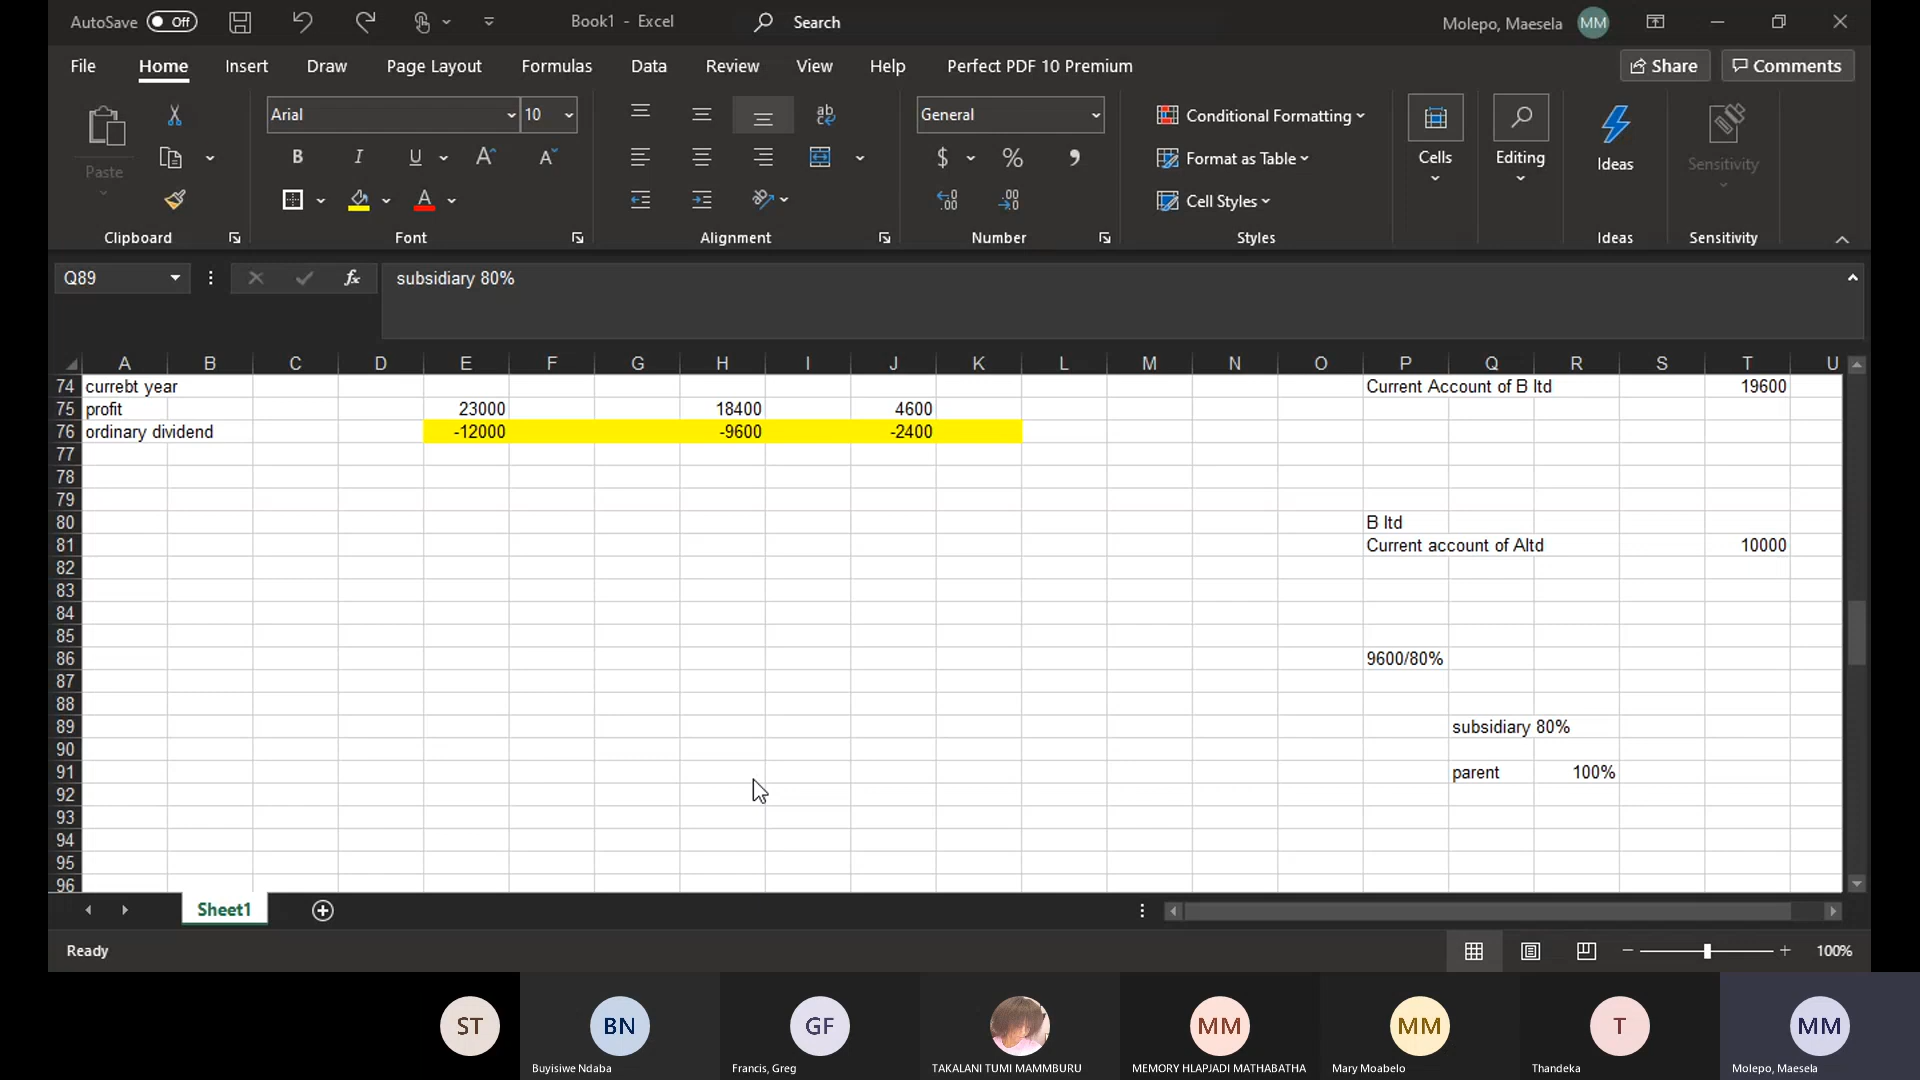 AutoSave Off Book1 - Excel Search Molepo, Maesela MM
File Home Insert Draw Page Layout Formulas Data Review View Help Perfect PDF 10 Premium Share Comments
Paste
Clipboard
Arial 10
B I U A A
A
Font
ab
Alignment
General
$ % ,
.00 .00
Number
Conditional Formatting
Format as Table
Cell Styles
Styles
Cells
Editing
Ideas
Ideas
Sensitivity
Sensitivity
Q89 fx subsidiary 80%
A B C D E F G H I J K L M N O P Q R S T U
74 currebt year Current Account of B ltd 19600
75 profit 23000 18400 4600
76 ordinary dividend -12000 -9600 -2400
77
78
79
80 B ltd
81 Current account of Altd 10000
82
83
84
85
86 9600/80%
87
88
89 subsidiary 80%
90
91 parent 100%
92
93
94
95
96
Sheet1
Ready 100%
ST BN GF MM MM T MM
Buyisiwe Ndaba Francis, Greg TAKALANI TUMI MAMMBURU MEMORY HLAPJADI MATHABATHA Mary Moabelo Thandeka Molepo, Maesela